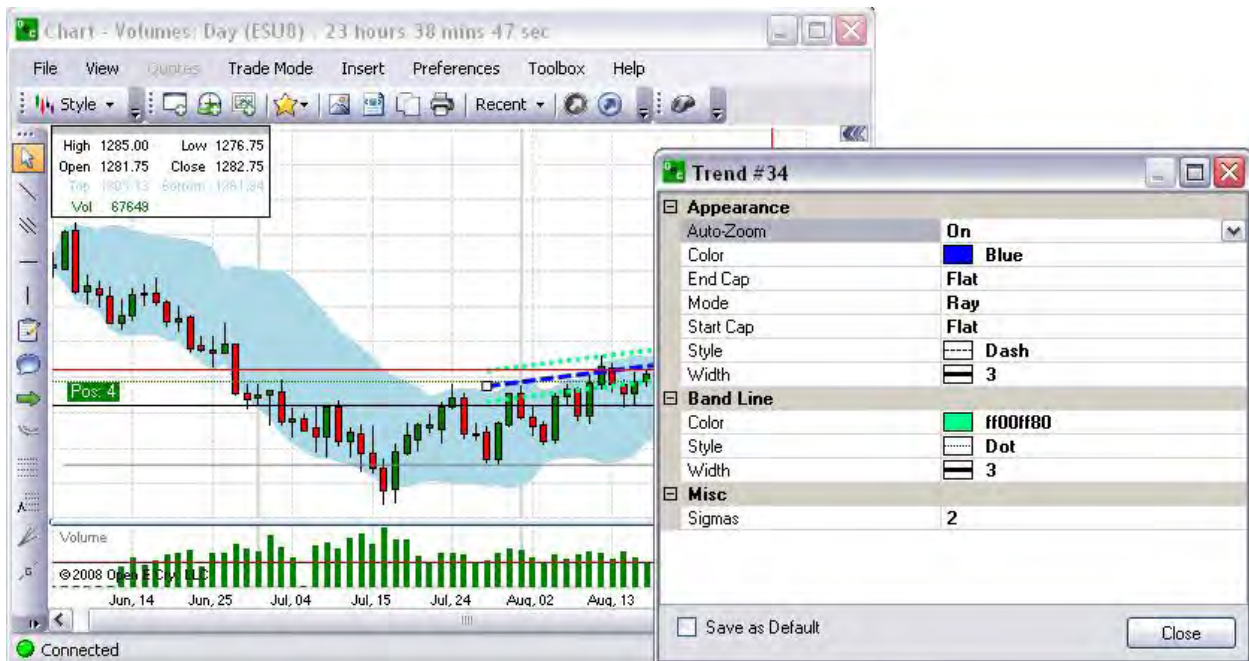 Chart - Volumes: Day (ESU8) . 23 hours 38 mins 47 sec
File View Quotes Trade Mode Insert Preferences Toolbox Help
Style Recent
High 1285.00 Low 1276.75
Open 1281.75 Close 1282.75
Top Bottom
Vol 67649
Pos: 4
Volume
©2008 Open E Cry, LLC
Jun, 14 Jun, 25 Jul, 04 Jul, 15 Jul, 24 Aug, 02 Aug, 13
Connected
Trend #34
Appearance
Auto-Zoom On
Color Blue
End Cap Flat
Mode Ray
Start Cap Flat
Style Dash
Width 3
Band Line
Color ff00ff80
Style Dot
Width 3
Misc
Sigmas 2
Save as Default
Close